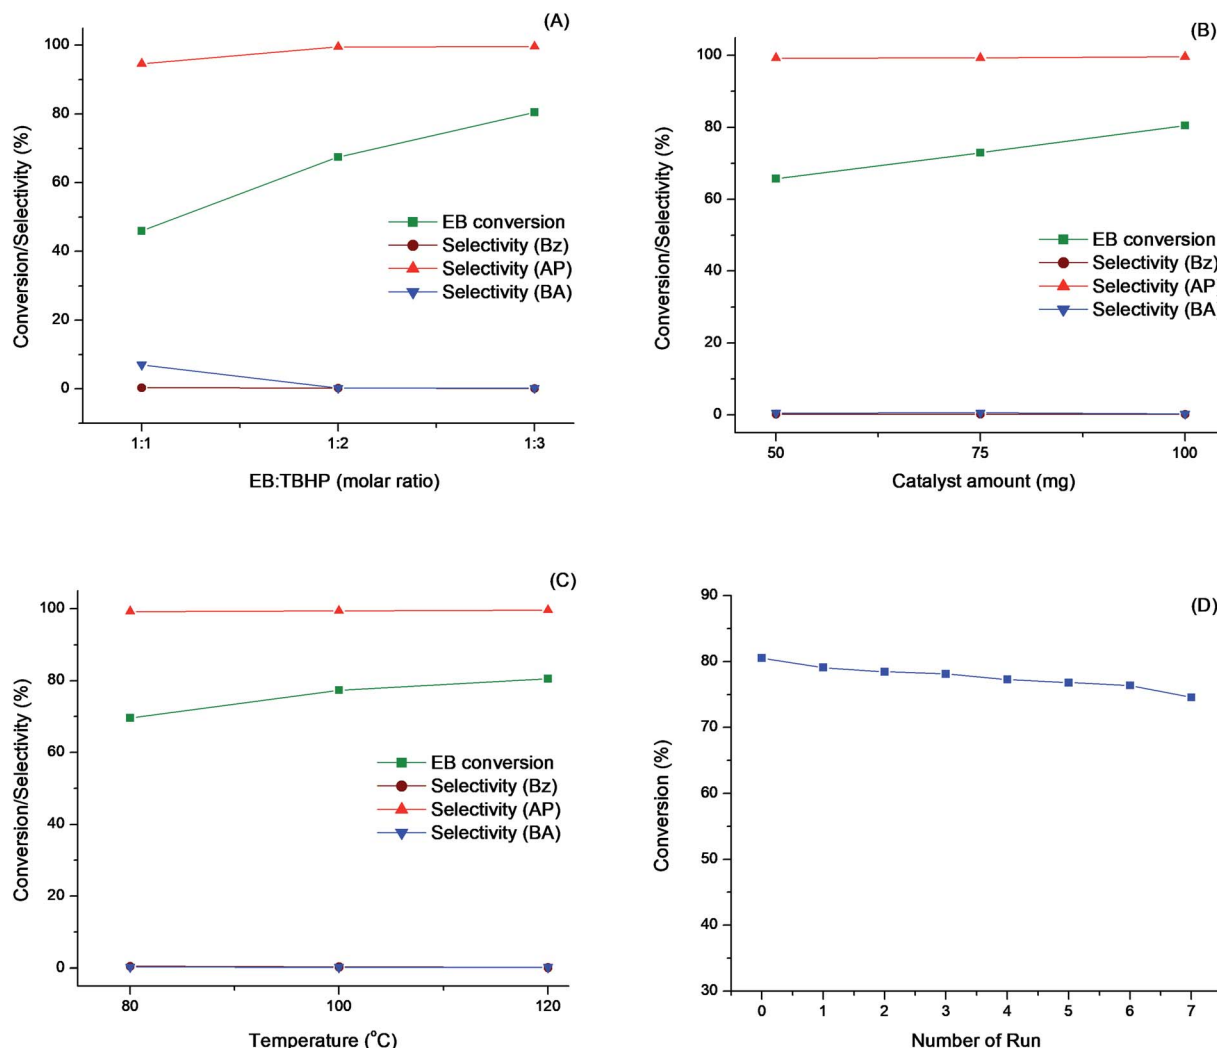 (A)
100
80
60
40
20
0
Conversion/Selectivity (%)
EB conversion
Selectivity (Bz)
Selectivity (AP)
Selectivity (BA)
1:1
1:2
1:3
EB:TBHP (molar ratio)
(B)
100
80
60
40
20
0
Conversion/Selectivity (%)
EB conversion
Selectivity (Bz)
Selectivity (AP
Selectivity (BA
50
75
100
Catalyst amount (mg)
(C)
100
80
60
40
20
0
Conversion/Selectivity (%)
EB conversion
Selectivity (Bz)
Selectivity (AP)
Selectivity (BA)
80
100
120
Temperature (°C)
(D)
90
80
70
60
50
40
30
Conversion (%)
0 1 2 3 4 5 6 7
Number of Run